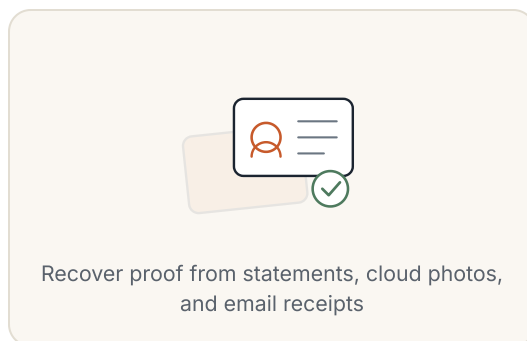 Recover proof from statements, cloud photos,
and email receipts